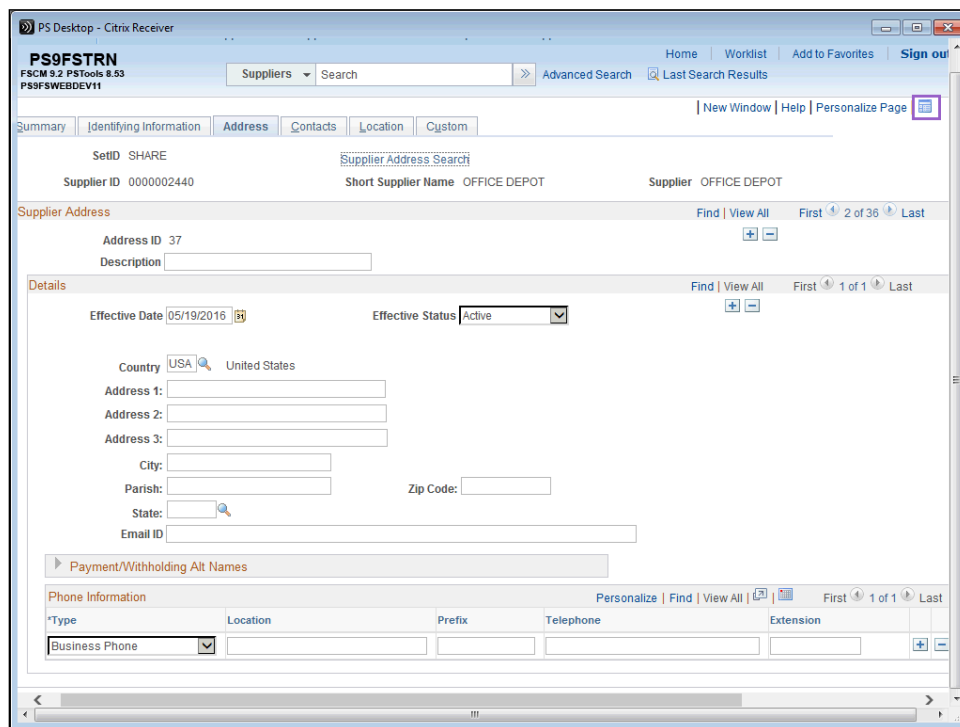 PS Desktop - Citrix Receiver
PS9FSTRN
FSCM 9.2 PSTools 8.53
PS9FSWEBDEV11
Home Worklist Add to Favorites Sign out
Suppliers Search Advanced Search Last Search Results
New Window | Help | Personalize Page
Summary Identifying Information Address Contacts Location Custom
SetID SHARE Supplier Address Search
Supplier ID 0000002440 Short Supplier Name OFFICE DEPOT Supplier OFFICE DEPOT
Supplier Address Find | View All First 2 of 36 Last
Address ID 37
Description
Details Find | View All First 1 of 1 Last
Effective Date 05/19/2016 31 Effective Status Active
Country USA United States
Address 1:
Address 2:
Address 3:
City:
Parish: Zip Code:
State:
Email ID
Payment/Withholding Alt Names
Phone Information Personalize | Find | View All | | First 1 of 1 Last
*Type Location Prefix Telephone Extension
Business Phone